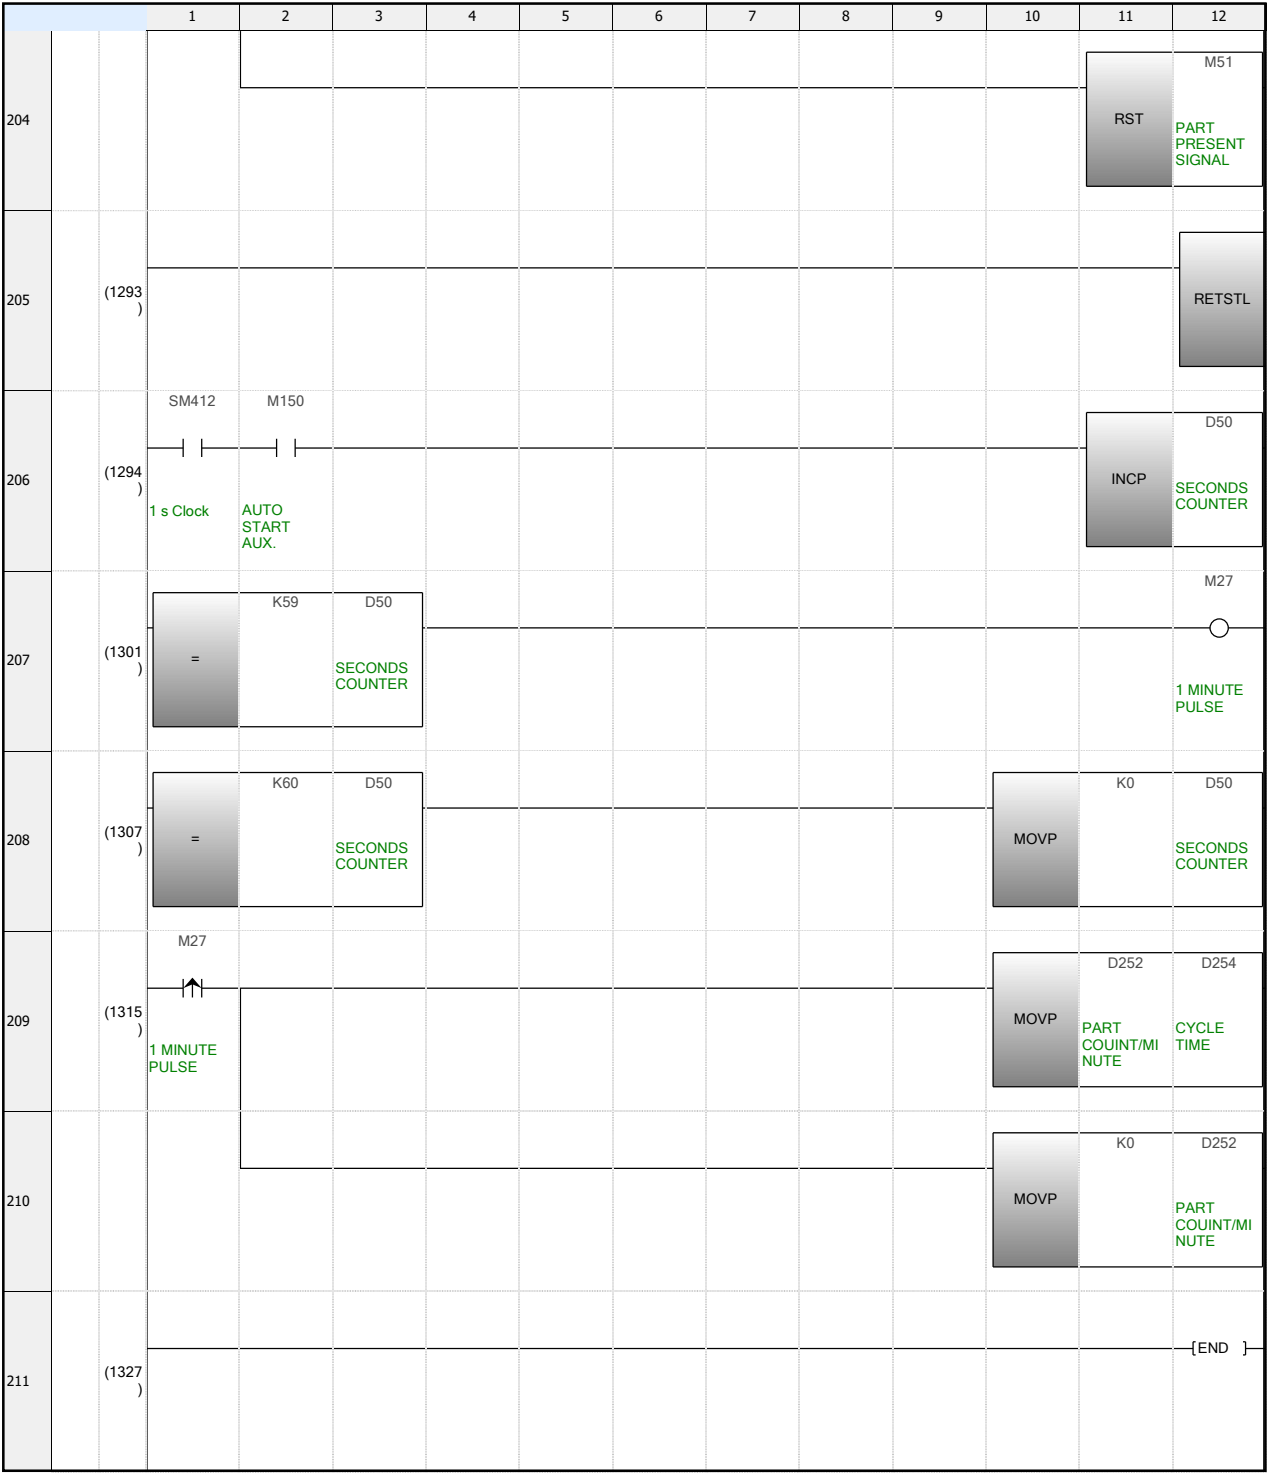 1 2 3 4 5 6 7 8 9 10 11 12
M51
204
RST
PART
PRESENT
SIGNAL
205
(1293
)
RETSTL
SM412 M150
D50
206
(1294
)
INCP
1 s Clock
AUTO
START
AUX.
SECONDS
COUNTER
M27
K59 D50
207
(1301
)
=
SECONDS
COUNTER
1 MINUTE
PULSE
K60 D50
K0 D50
208
(1307
)
=
SECONDS
COUNTER
MOVP
SECONDS
COUNTER
M27
D252 D254
209
(1315
)
MOVP
1 MINUTE
PULSE
PART
COUINT/MI
NUTE
CYCLE
TIME
K0 D252
210
MOVP
PART
COUINT/MI
NUTE
211
(1327
)
[END ]